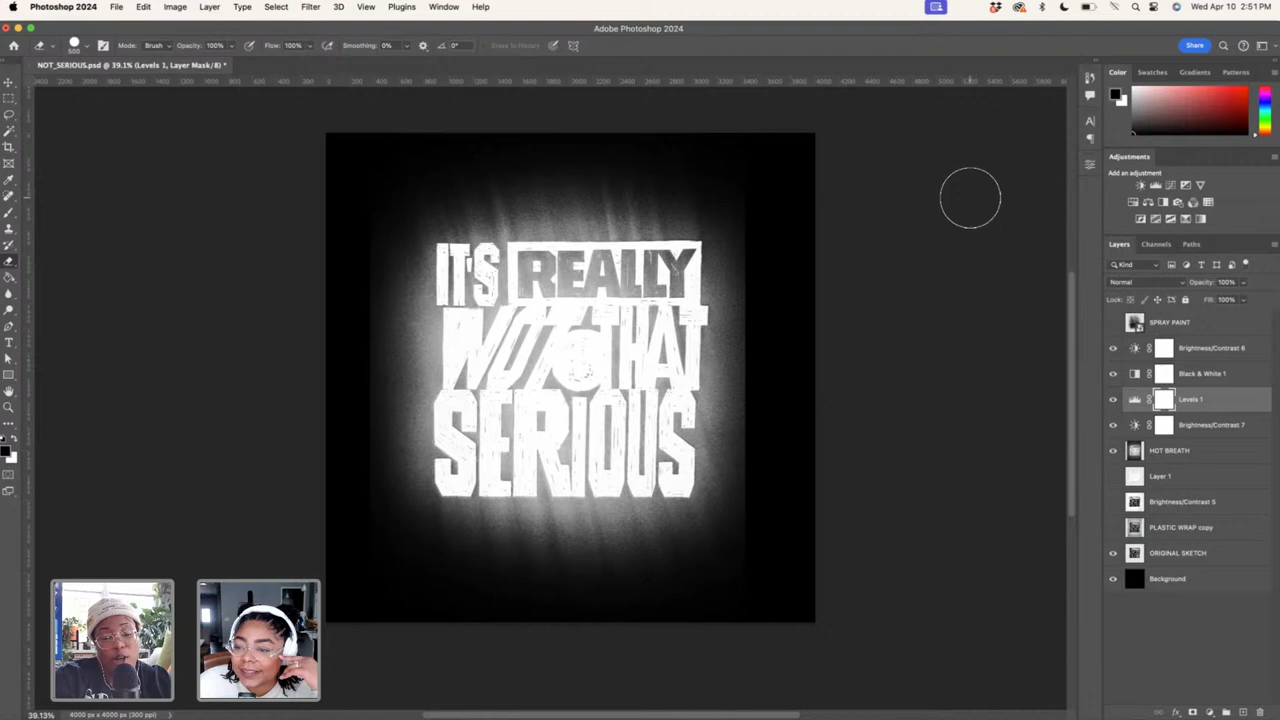 Photoshop 2024 File Edit Image Layer Type Select Filter 3D View Plugins Window Help Wed Apr 10 2:51 PM
Adobe Photoshop 2024
500 Mode: Brush Opacity: 100% Flow: 100% Smoothing: 0% 0° Erase to History Share
NOT_SERIOUS.psd @ 39.1% (Levels 1, Layer Mask/8) *
Color Swatches Gradients Patterns
Adjustments
Add an adjustment
Layers Channels Paths
Kind
Normal Opacity: 100%
Lock: Fill: 100%
SPRAY PAINT
Brightness/Contrast 6
Black & White 1
Levels 1
Brightness/Contrast 7
HOT BREATH
Layer 1
Brightness/Contrast 5
PLASTIC WRAP copy
ORIGINAL SKETCH
Background
IT'S REALLY
NOT THAT
SERIOUS
39.13% 4000 px x 4000 px (300 ppi)